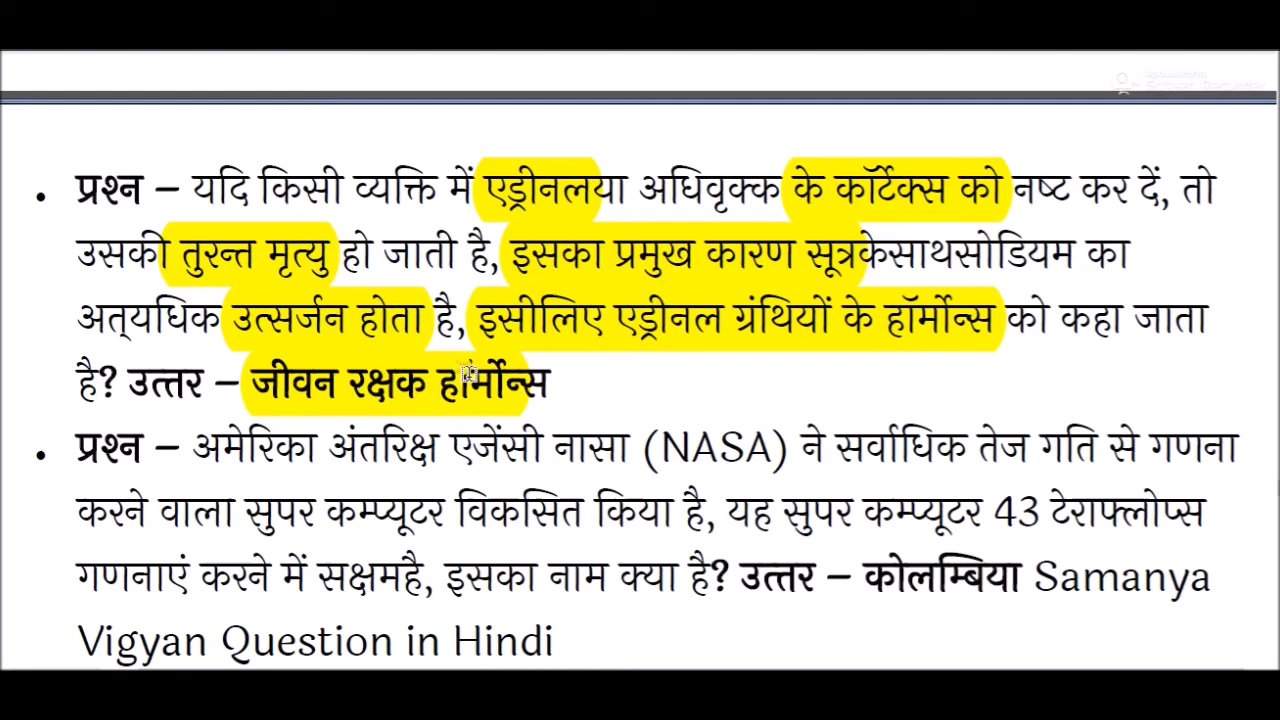 • प्रश्न – यदि किसी व्यक्ति में एड्रीनलया अधिवृक्क के कॉर्टेक्स को नष्ट कर दें, तो
उसकी तुरन्त मृत्यु हो जाती है, इसका प्रमुख कारण सूत्रकेसाथसोडियम का
अत्‌यधिक उत्सर्जन होता है, इसीलिए एड्रीनल ग्रंथियों के हॉर्मोन्स को कहा जाता
है? उत्तर – जीवन रक्षक हॉर्मोन्स
• प्रश्न – अमेरिका अंतरिक्ष एजेंसी नासा (NASA) ने सर्वाधिक तेज गति से गणना
करने वाला सुपर कम्प्यूटर विकसित किया है, यह सुपर कम्प्यूटर 43 टेराफ्लोप्स
गणनाएं करने में सक्षमहै, इसका नाम क्या है? उत्तर – कोलम्बिया Samanya
Vigyan Question in Hindi